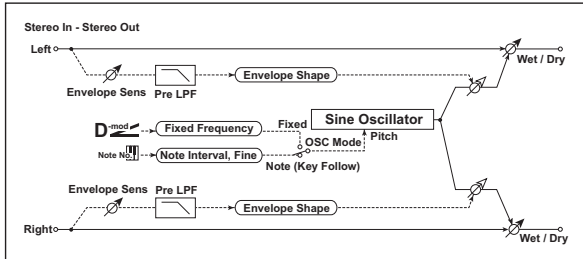 Stereo In - Stereo Out
Left
Wet / Dry
Envelope Sens
Pre LPF
Envelope Shape
D-mod
Fixed Frequency
Fixed
Sine Oscillator
OSC Mode
Pitch
Note No.
Note Interval, Fine
Note (Key Follow)
Envelope Sens
Pre LPF
Envelope Shape
Right
Wet / Dry